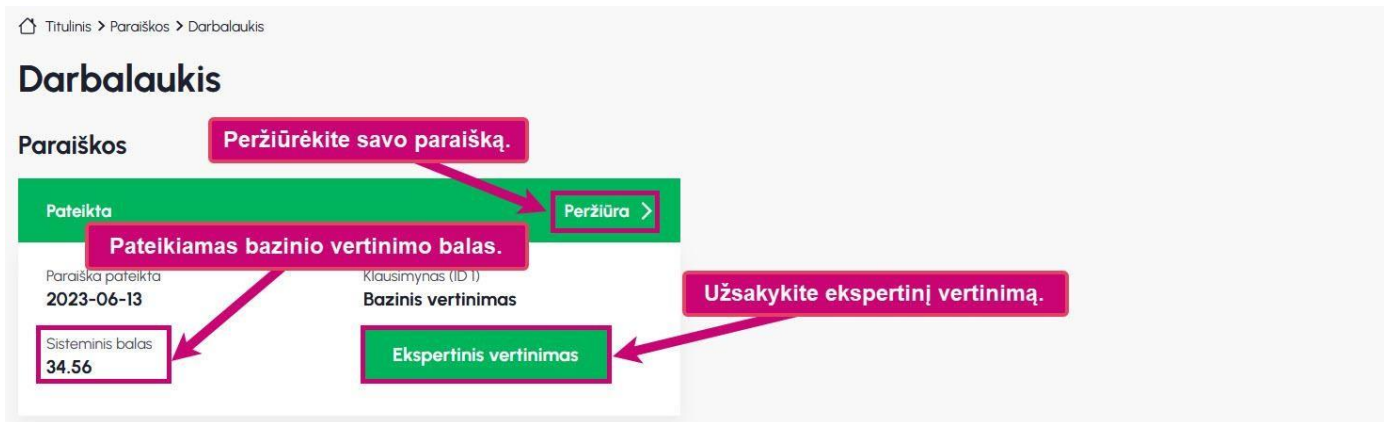 Titulinis > Paraiškos > Darbalaukis
Darbalaukis
Paraiškos
Peržiūrėkite savo paraišką.
Pateikta
Peržiūra >
Pateikiamas bazinio vertinimo balas.
Paraiška pateikta
2023-06-13
Klausimynas (ID 1)
Bazinis vertinimas
Užsakykite ekspertinį vertinimą.
Sisteminis balas
34.56
Ekspertinis vertinimas